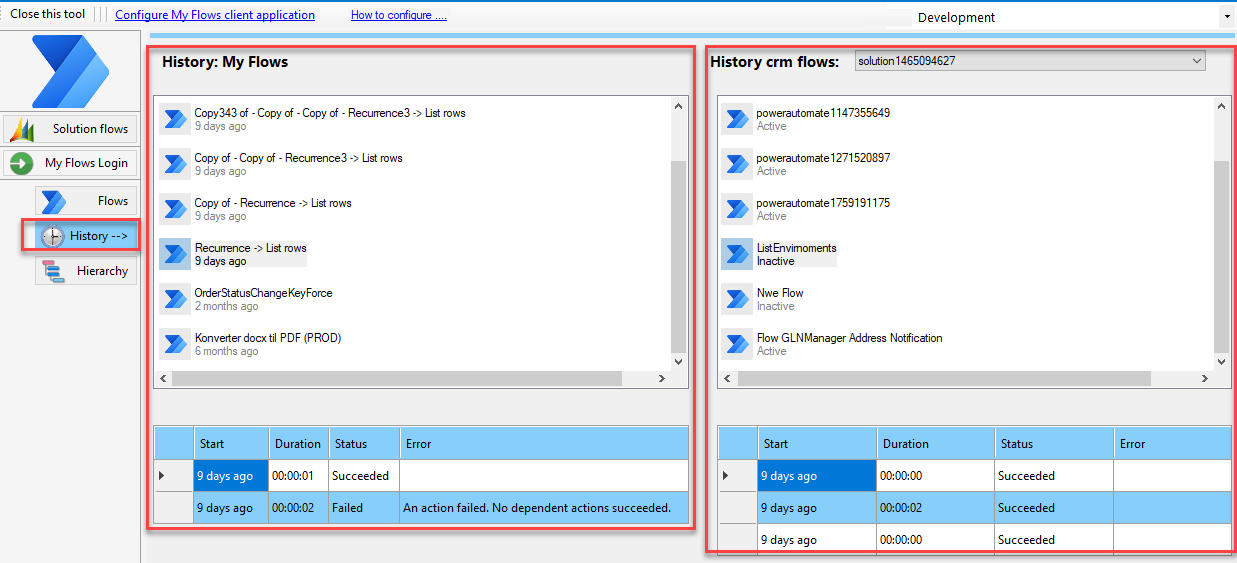 Close this tool
Configure My Flows client application
How to configure ....
Development
Solution flows
My Flows Login
Flows
History -->
Hierarchy
History: My Flows
Copy343 of - Copy of - Copy of - Recurrence3 -> List rows
9 days ago
Copy of - Copy of - Recurrence3 -> List rows
9 days ago
Copy of - Recurrence -> List rows
9 days ago
Recurrence -> List rows
9 days ago
OrderStatusChangeKeyForce
2 months ago
Konverter docx til PDF (PROD)
6 months ago
Start Duration Status Error
9 days ago 00:00:01 Succeeded
9 days ago 00:00:02 Failed An action failed. No dependent actions succeeded.
History crm flows: solution1465094627
powerautomate1147355649
Active
powerautomate1271520897
Active
powerautomate1759191175
Active
ListEnvimoments
Inactive
Nwe Flow
Inactive
Flow GLNManager Address Notification
Active
Start Duration Status Error
9 days ago 00:00:00 Succeeded
9 days ago 00:00:02 Succeeded
9 days ago 00:00:00 Succeeded